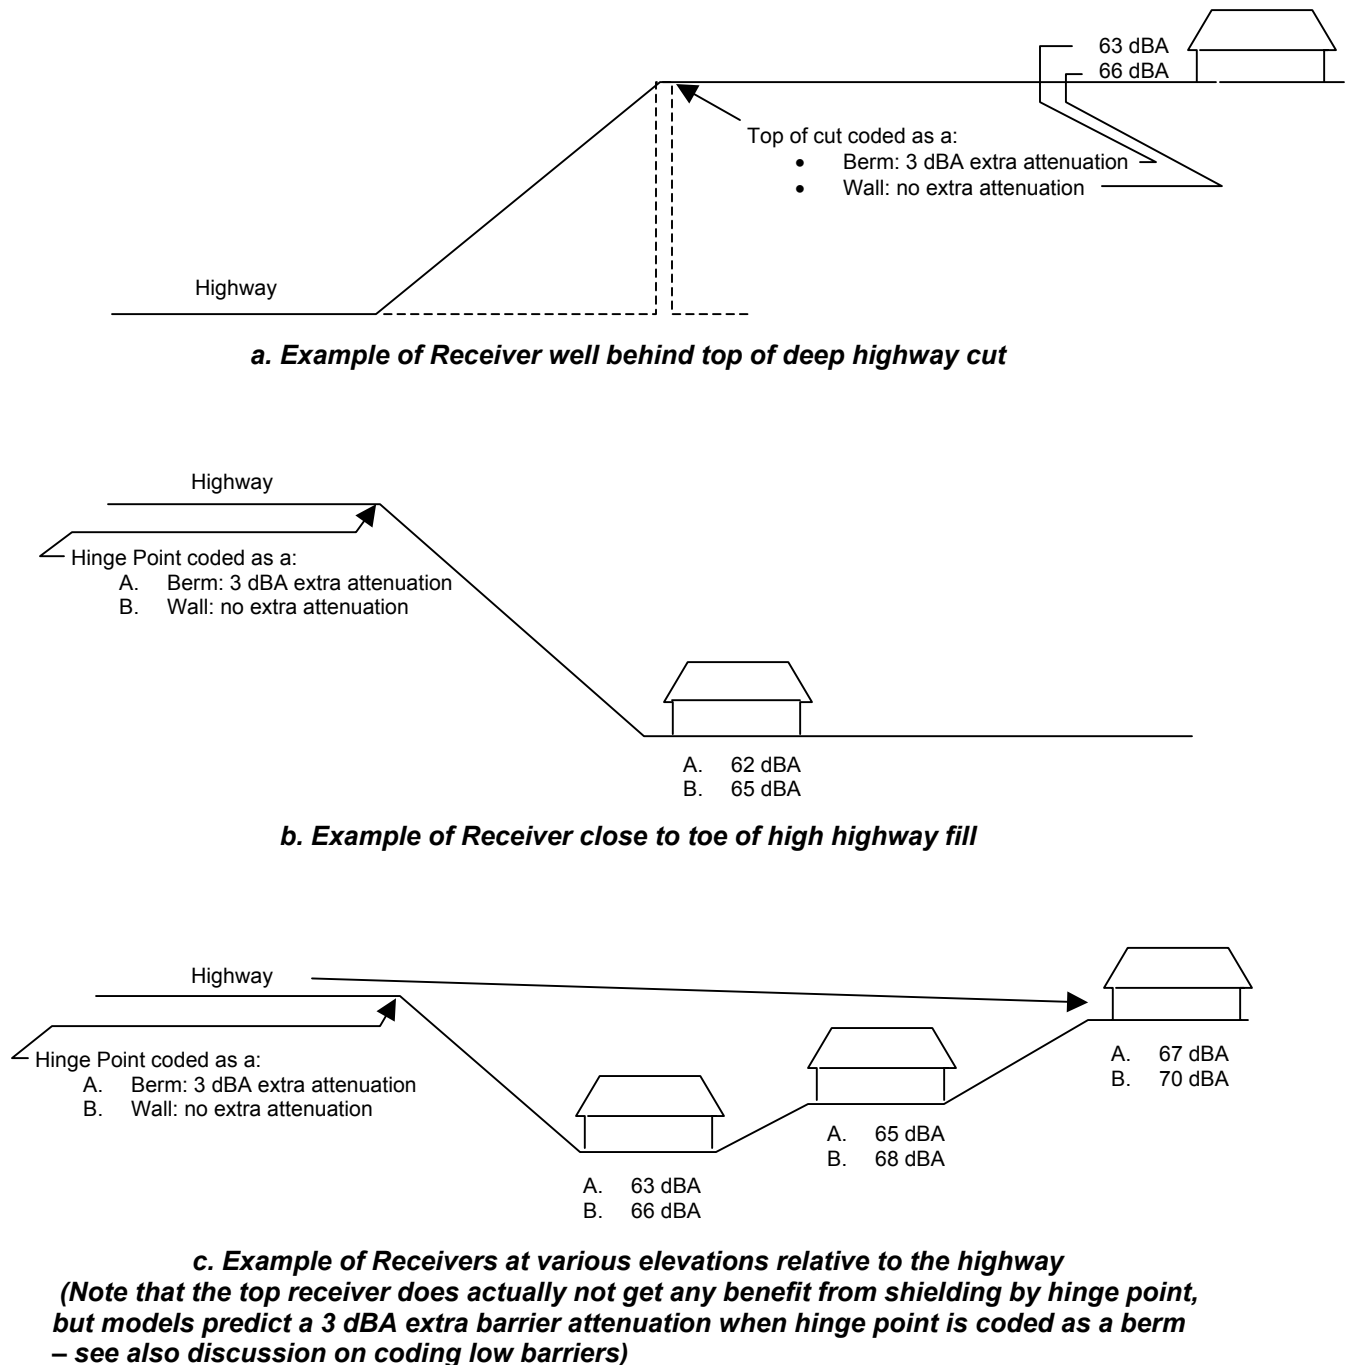 63 dBA
66 dBA
Top of cut coded as a:
• Berm: 3 dBA extra attenuation
• Wall: no extra attenuation
Highway
a. Example of Receiver well behind top of deep highway cut
Highway
Hinge Point coded as a:
A. Berm: 3 dBA extra attenuation
B. Wall: no extra attenuation
A. 62 dBA
B. 65 dBA
b. Example of Receiver close to toe of high highway fill
Highway
Hinge Point coded as a:
A. Berm: 3 dBA extra attenuation
B. Wall: no extra attenuation
A. 67 dBA
B. 70 dBA
A. 65 dBA
B. 68 dBA
A. 63 dBA
B. 66 dBA
c. Example of Receivers at various elevations relative to the highway
(Note that the top receiver does actually not get any benefit from shielding by hinge point,
but models predict a 3 dBA extra barrier attenuation when hinge point is coded as a berm
– see also discussion on coding low barriers)